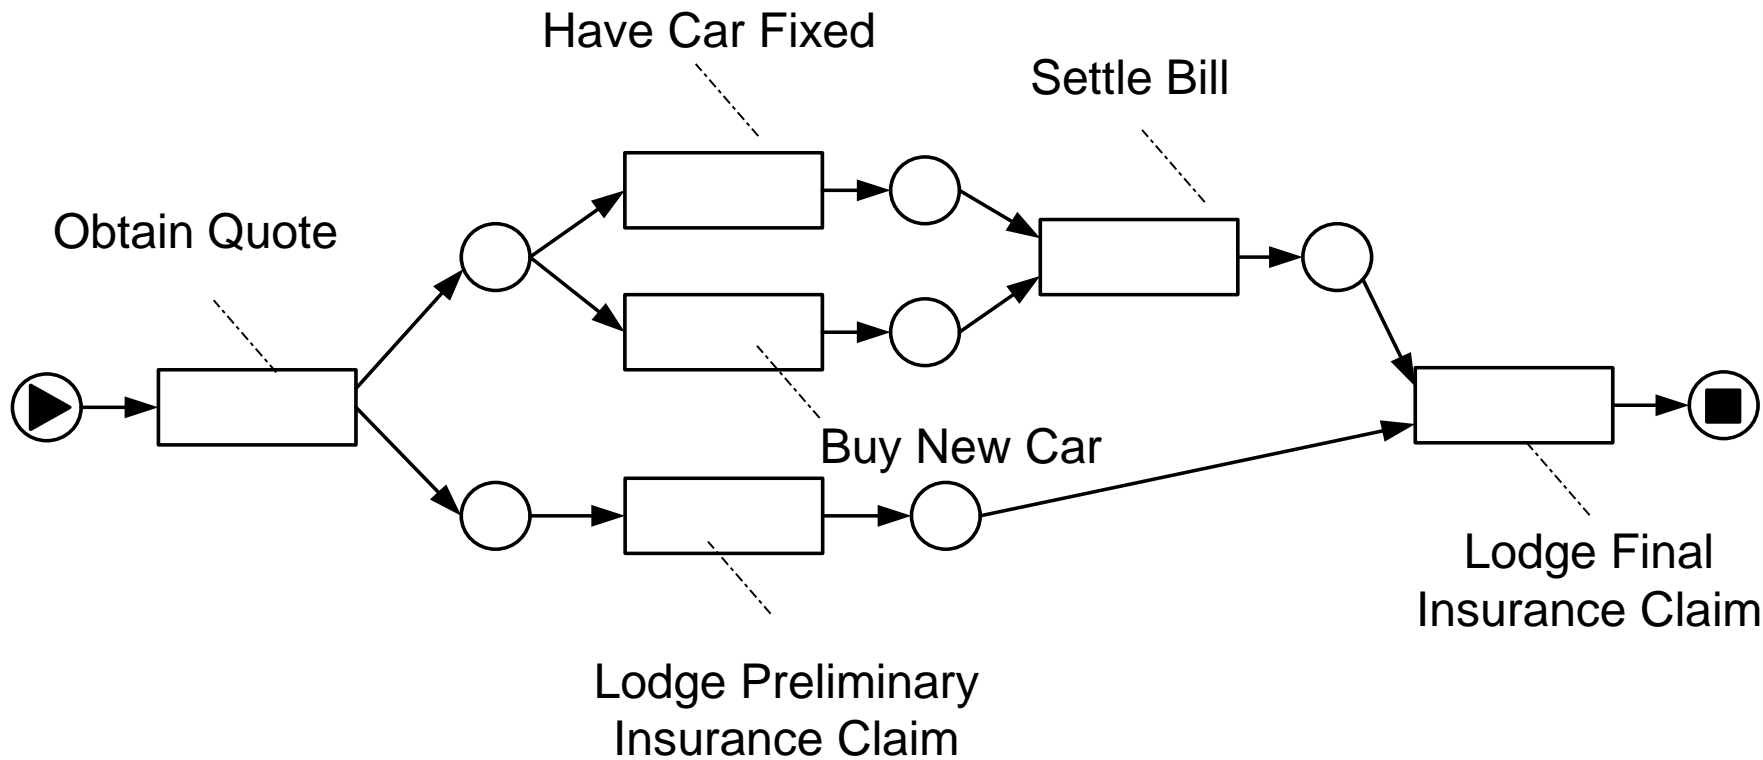 Have Car Fixed
Settle Bill
Obtain Quote
Buy New Car
Lodge Final
Insurance Claim
Lodge Preliminary
Insurance Claim